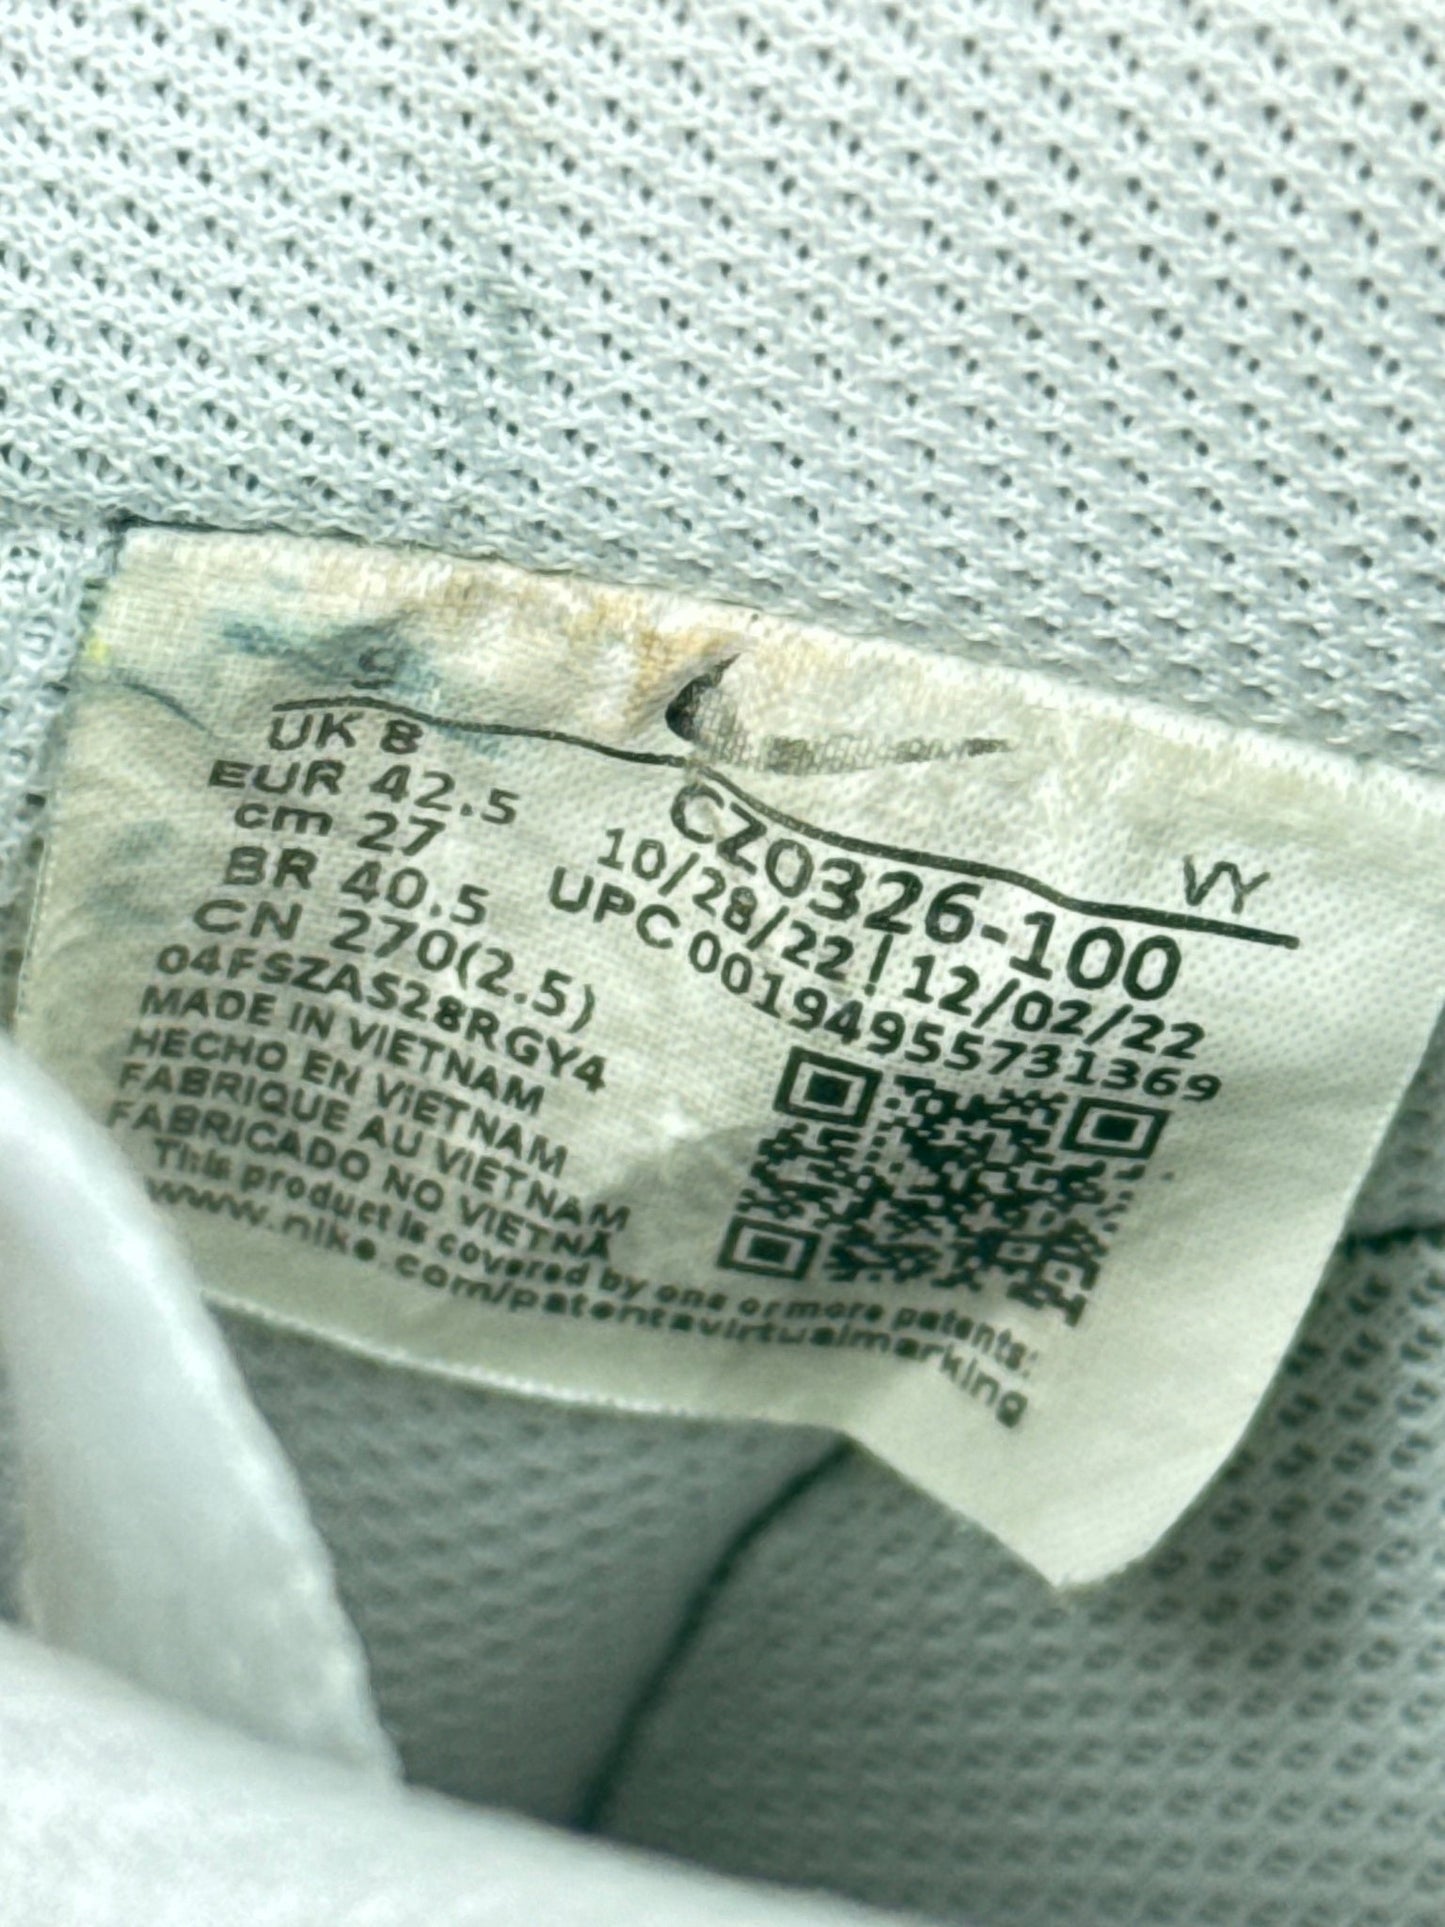 UK 8
EUR 42.5
cm 27
BR 40.5
CN 270(2.5)
04FSZAS28RGY4
MADE IN VIETNAM
HECHO EN VIETNAM
FABRIQUE AU VIETNAM
FABRICADO NO VIETNÃ
This product is covered by one or more patents:
www.nike.com/patentsvirtualmarking
VY
CZ0326-100
10/28/22 | 12/02/22
UPC 00194955731369